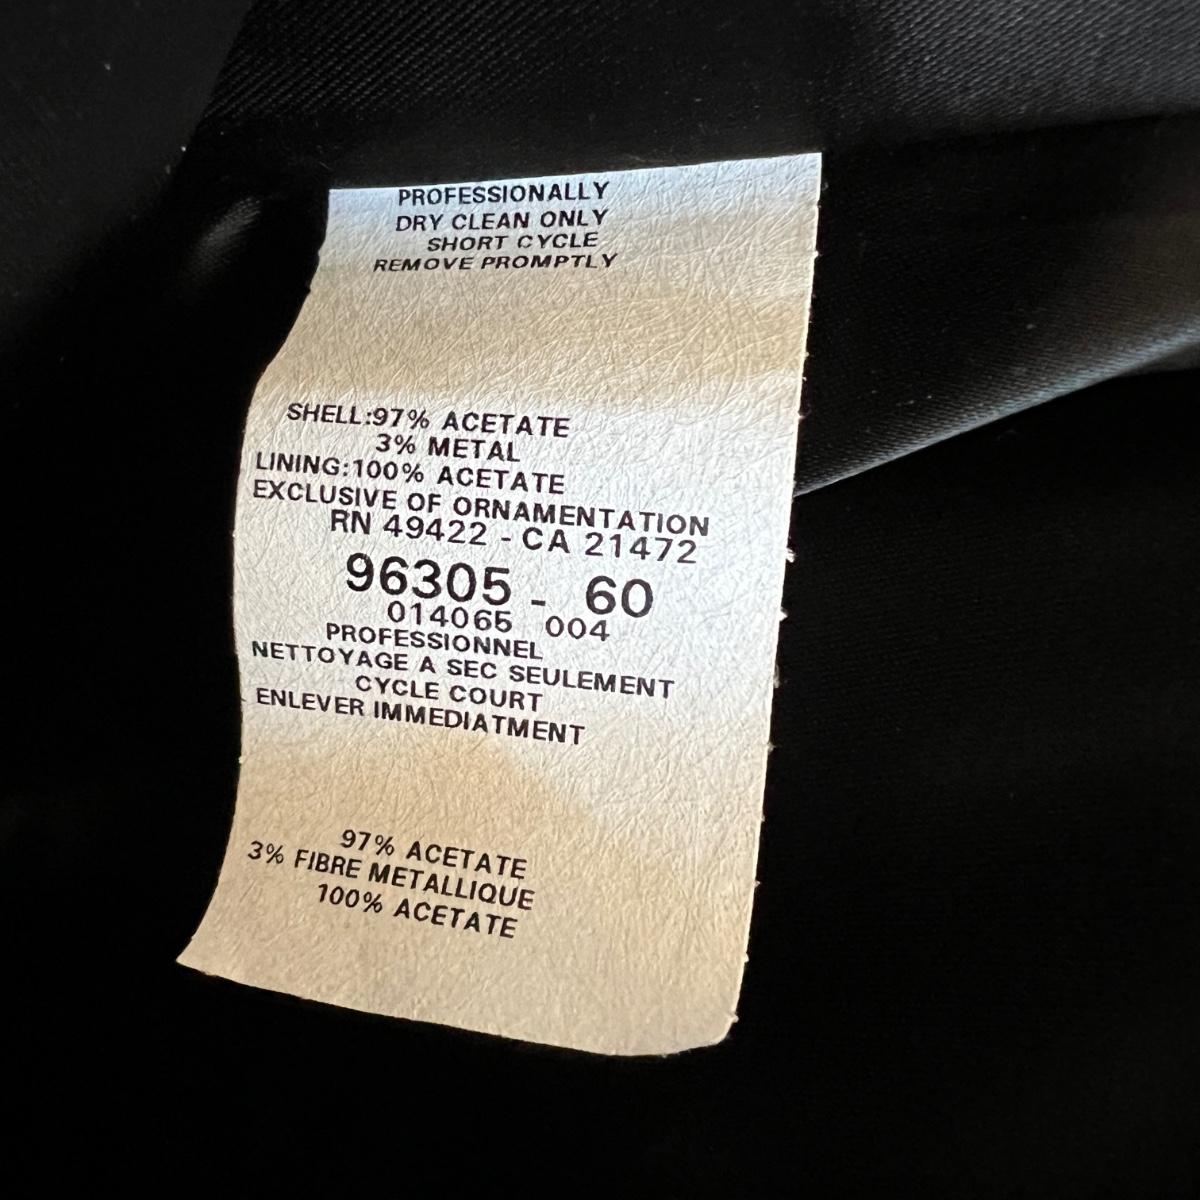 PROFESSIONALLY
DRY CLEAN ONLY
SHORT CYCLE
REMOVE PROMPTLY
SHELL:97% ACETATE
3% METAL
LINING:100% ACETATE
EXCLUSIVE OF ORNAMENTATION
RN 49422 - CA 21472
96305 - 60
014065 004
PROFESSIONNEL
NETTOYAGE A SEC SEULEMENT
CYCLE COURT
ENLEVER IMMEDIATMENT
97% ACETATE
3% FIBRE METALLIQUE
100% ACETATE